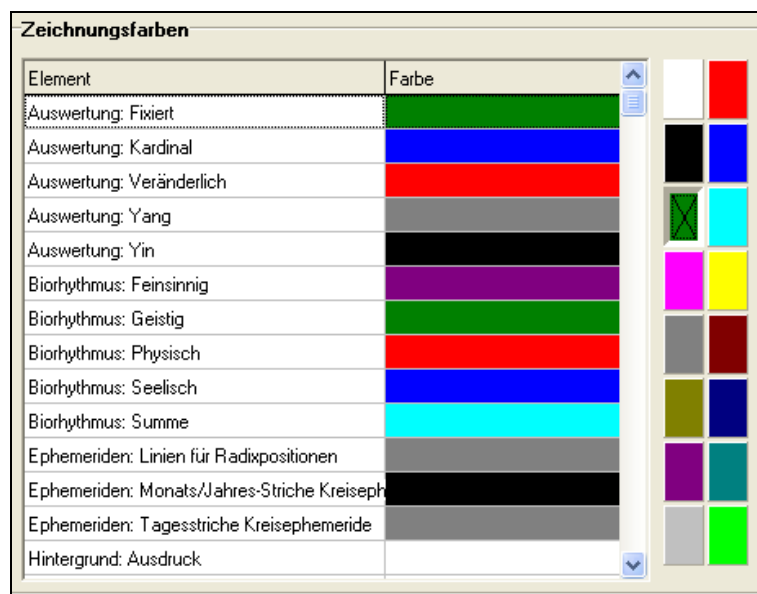 Zeichnungsfarben
Element Farbe
Auswertung: Fixiert
Auswertung: Kardinal
Auswertung: Veränderlich
Auswertung: Yang
Auswertung: Yin
Biorhythmus: Feinsinnig
Biorhythmus: Geistig
Biorhythmus: Physisch
Biorhythmus: Seelisch
Biorhythmus: Summe
Ephemeriden: Linien für Radixpositionen
Ephemeriden: Monats/Jahres-Striche Kreiseph
Ephemeriden: Tagesstriche Kreisephemeride
Hintergrund: Ausdruck